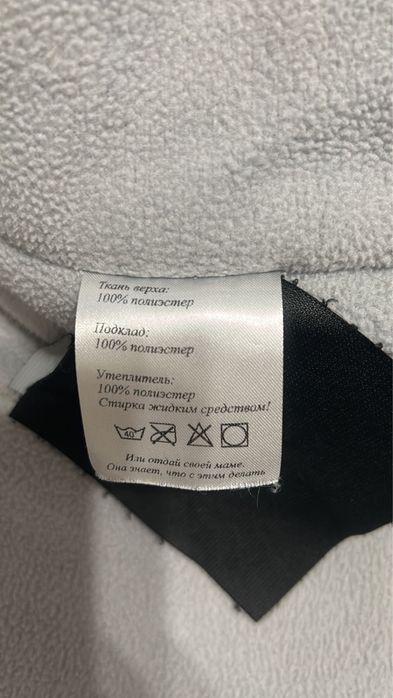 Ткань верха:
100% полиэстер
Подклад:
100% полиэстер
Утеплитель:
100% полиэстер
Стирка жидким средством!
40°
Или отдай своей маме.
Она знает, что с этим делать